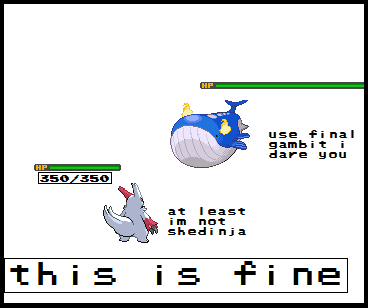 HP
use final
gambit i
dare you
HP
350/350
at least
im not
shedinja
this is fine